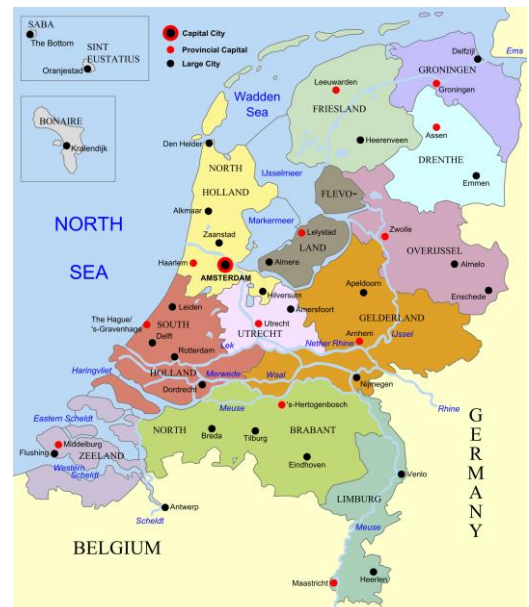 SABA
The Bottom
SINT
EUSTATIUS
Oranjestad
Capital City
Provincial Capital
Large City
BONAIRE
Kralendijk
Wadden
Sea
NORTH
SEA
Delfzijl
Ems
GRONINGEN
Groningen
Leeuwarden
FRIESLAND
Heerenveen
Assen
DRENTHE
Emmen
Den Helder
NORTH
HOLLAND
IJsselmeer
Alkmaar
Markermeer
Zaanstad
Haarlem
AMSTERDAM
FLEVO-
LAND
Lelystad
Almere
Zwolle
OVERIJSSEL
Almelo
Enschede
Hilversum
Apeldoorn
Amersfoort
GELDERLAND
Leiden
The Hague/
's-Gravenhage
SOUTH
Delft
Rotterdam
HOLLAND
Dordrecht
Utrecht
UTRECHT
Lek
Nether Rhine
Arnhem
IJssel
Haringvliet
Merwede
Waal
Nijmegen
Rhine
Meuse
's-Hertogenbosch
Eastern Scheldt
Middelburg
Flushing
ZEELAND
Western
Scheldt
NORTH
BRABANT
Breda
Tilburg
Eindhoven
Venlo
LIMBURG
Meuse
Antwerp
Scheldt
BELGIUM
Maastricht
Heerlen
GERMANY